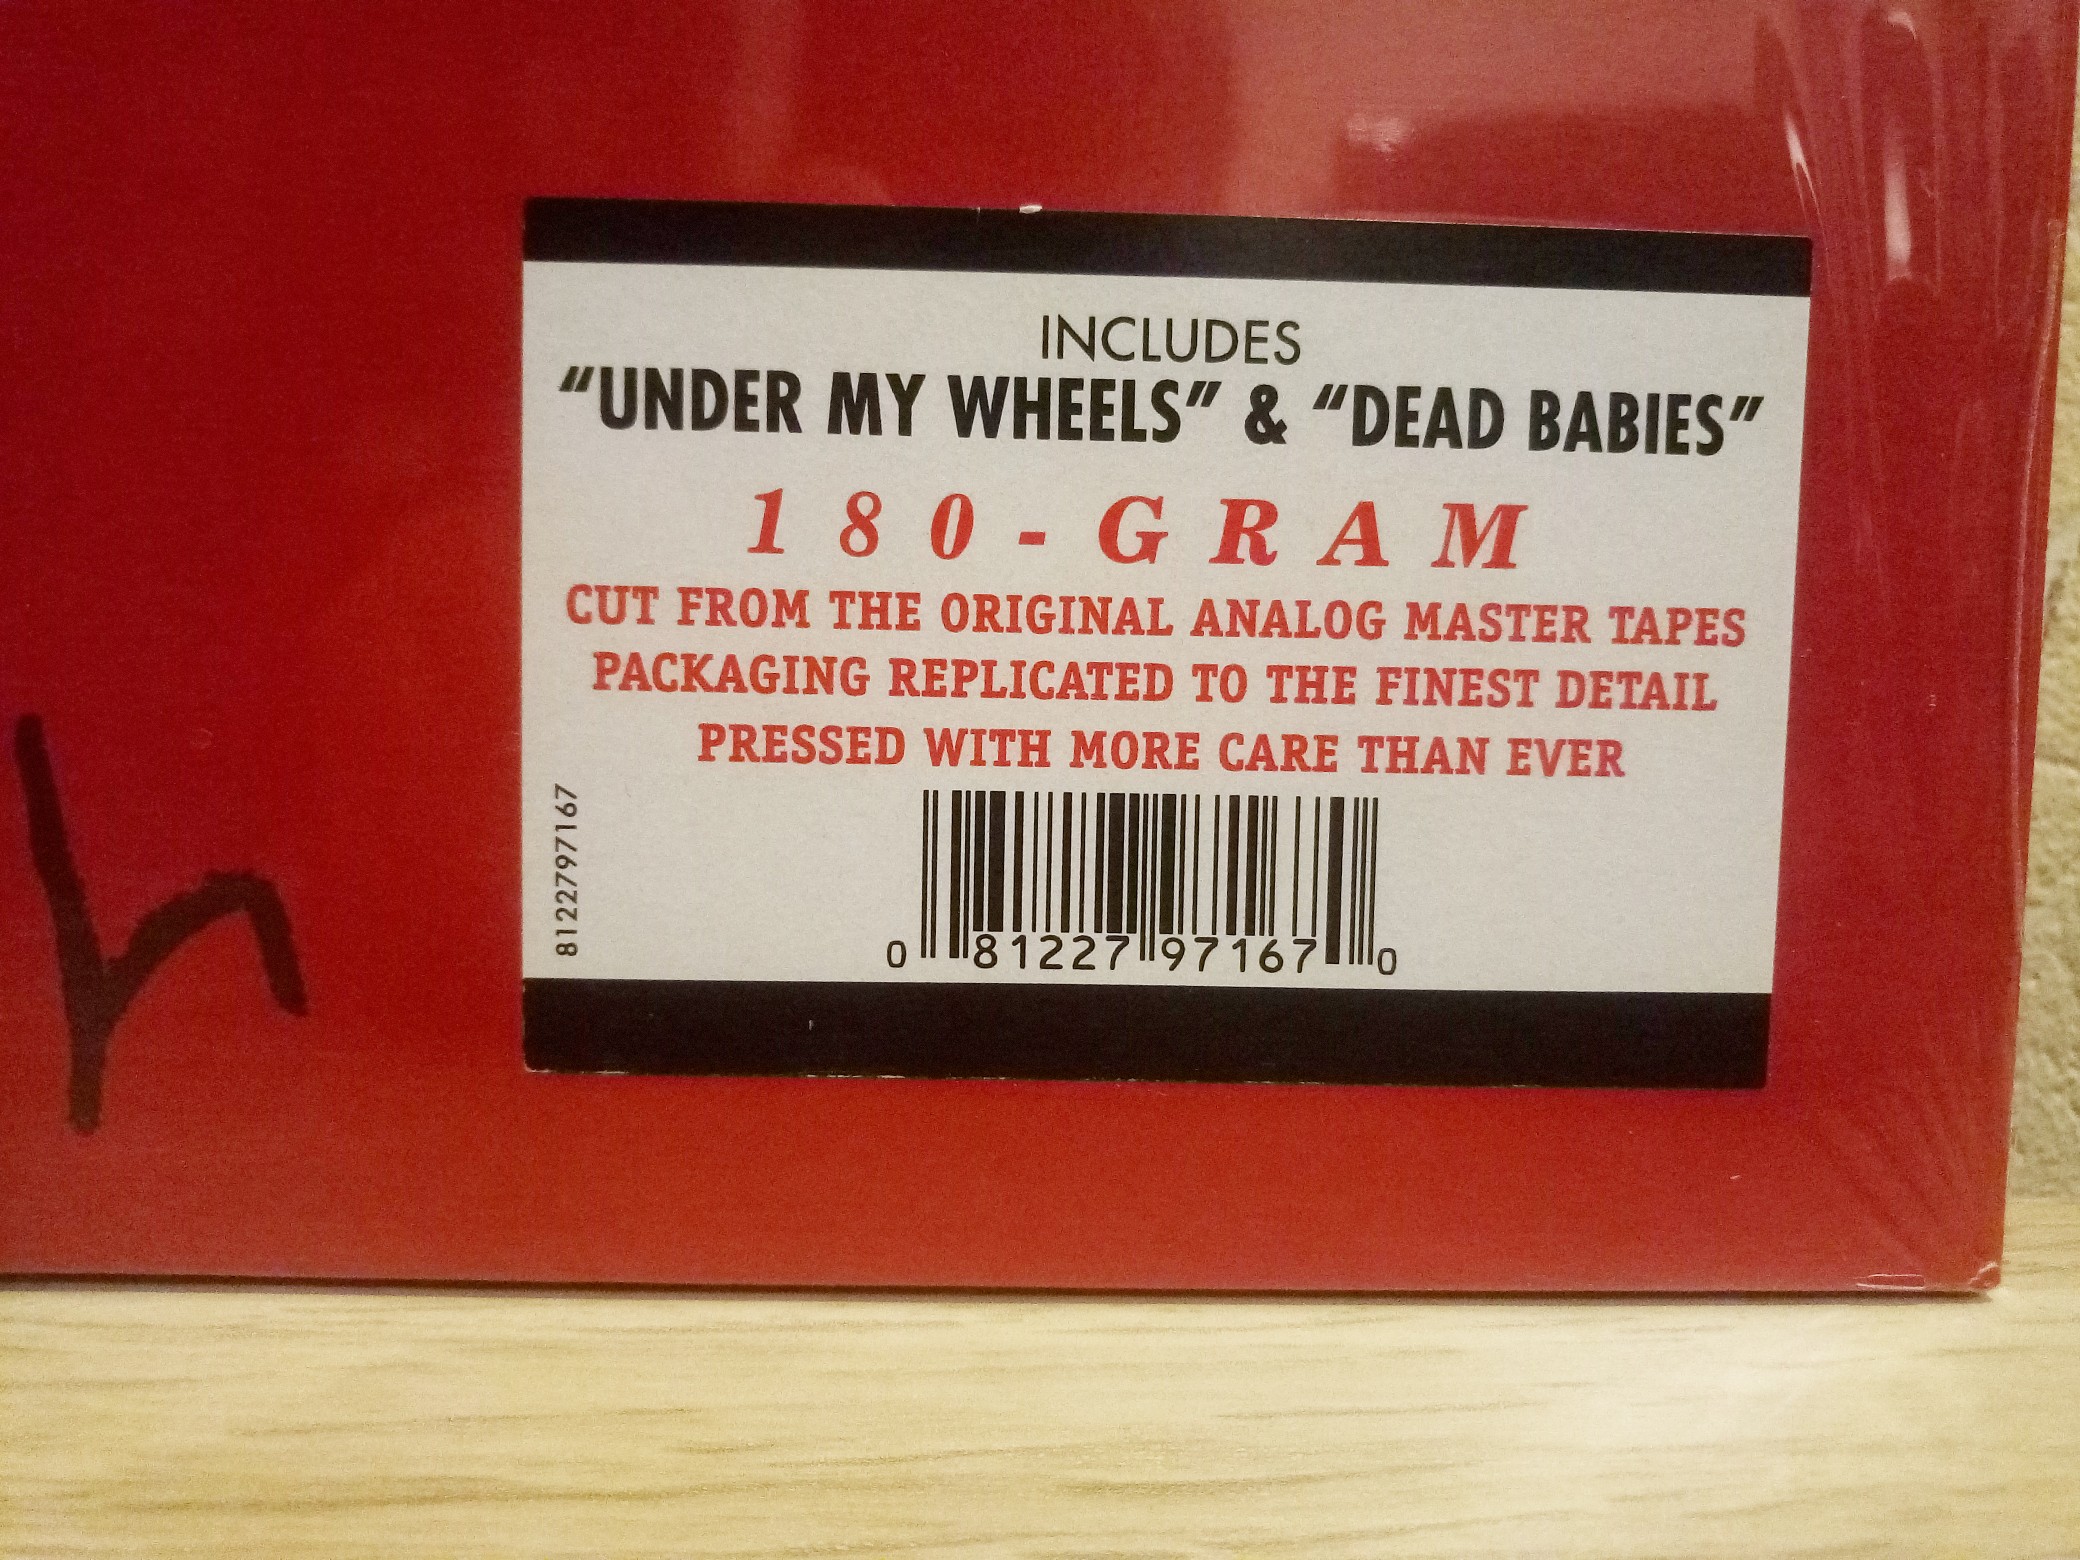 INCLUDES
“UNDER MY WHEELS” & “DEAD BABIES”
180-GRAM
CUT FROM THE ORIGINAL ANALOG MASTER TAPES
PACKAGING REPLICATED TO THE FINEST DETAIL
PRESSED WITH MORE CARE THAN EVER
8122797167
0 81227 97167 0
h